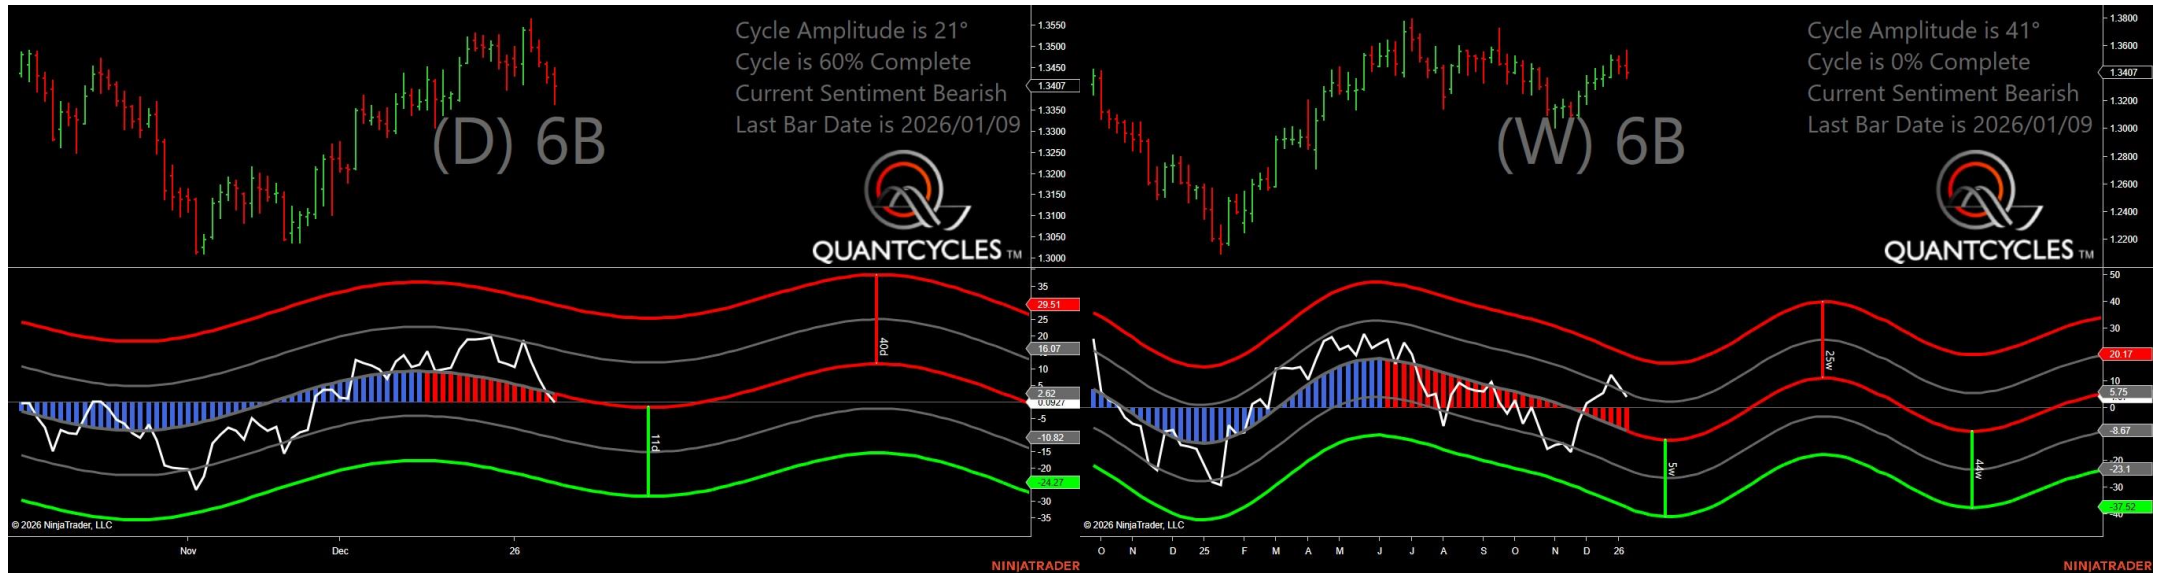 Cycle Amplitude is 21°
Cycle is 60% Complete
Current Sentiment Bearish
Last Bar Date is 2026/01/09
(D) 6B
QUANTCYCLES TM
1.3550
1.3500
1.3450
1.3407
1.3350
1.3300
1.3250
1.3200
1.3150
1.3100
1.3050
1.3000
35
29.51
25
20
16.07
10
5
2.62
0.0927
-5
-10.82
-15
-20
-24.27
-30
-35
40d
11d
© 2026 NinjaTrader, LLC
Nov
Dec
26
NINJATRADER
Cycle Amplitude is 41°
Cycle is 0% Complete
Current Sentiment Bearish
Last Bar Date is 2026/01/09
(W) 6B
QUANTCYCLES TM
1.3800
1.3600
1.3407
1.3200
1.3000
1.2800
1.2600
1.2400
1.2200
50
40
30
20.17
10
5.75
0
-8.67
-20
-23.1
-30
-37.52
-40
25w
5w
44w
© 2026 NinjaTrader, LLC
O N D 25 F M A M J J A S O N D 26
NINJATRADER